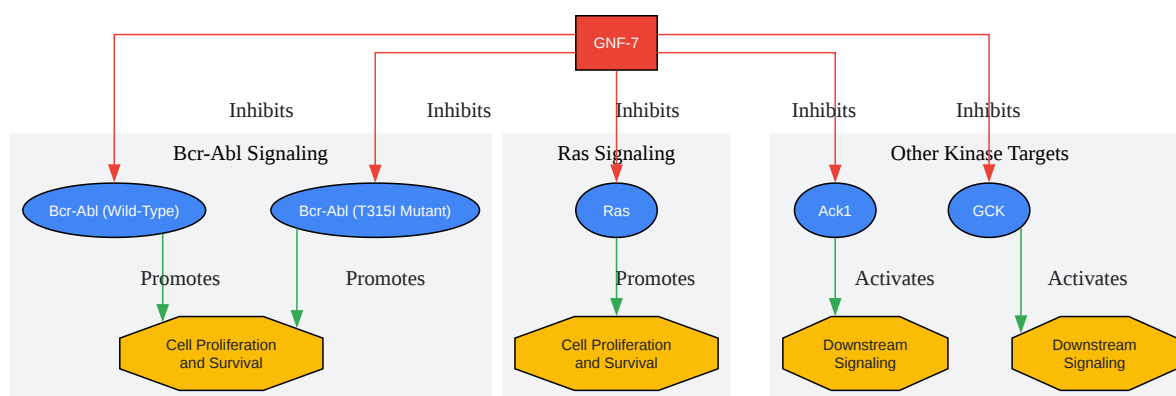 GNF-7
Inhibits
Inhibits
Inhibits
Inhibits
Inhibits
Bcr-Abl Signaling
Ras Signaling
Other Kinase Targets
Bcr-Abl (Wild-Type)
Bcr-Abl (T315I Mutant)
Ras
Ack1
GCK
Promotes
Promotes
Promotes
Activates
Activates
Cell Proliferation
and Survival
Cell Proliferation
and Survival
Downstream
Signaling
Downstream
Signaling